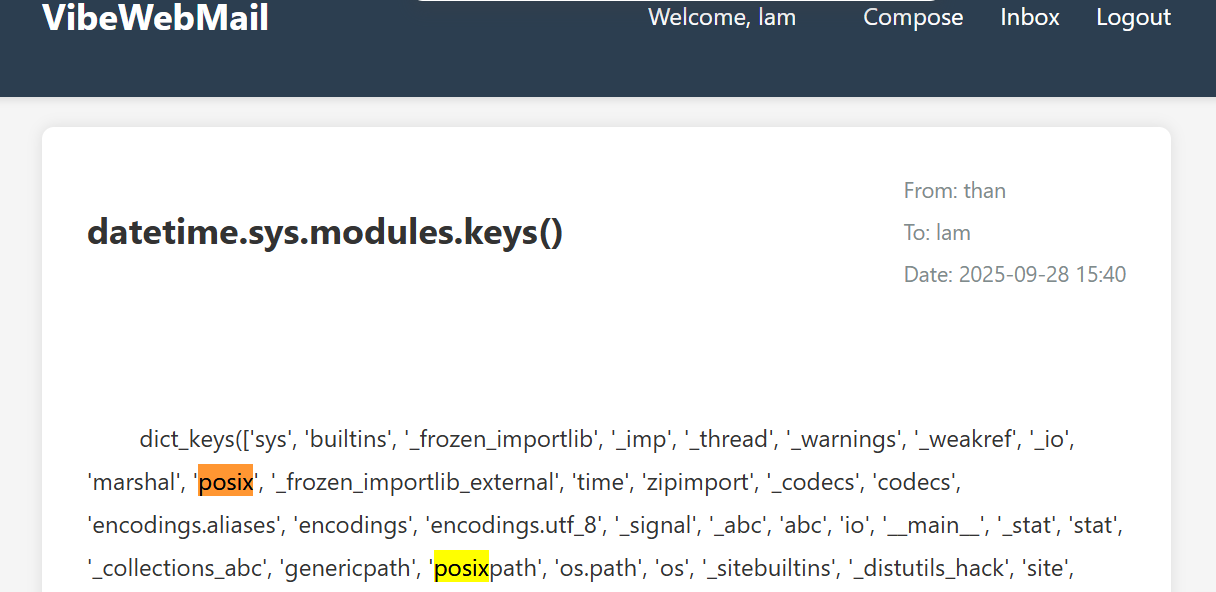 VibeWebMail
Welcome, lam
Compose
Inbox
Logout
From: than
datetime.sys.modules.keys()
To: lam
Date: 2025-09-28 15:40
dict_keys(['sys', 'builtins', '_frozen_importlib', '_imp', '_thread', '_warnings', '_weakref', '_io',
'marshal', 'posix', '_frozen_importlib_external', 'time', 'zipimport', '_codecs', 'codecs',
'encodings.aliases', 'encodings', 'encodings.utf_8', '_signal', '_abc', 'abc', 'io', '__main__', '_stat', 'stat',
'_collections_abc', 'genericpath', 'posixpath', 'os.path', 'os', '_sitebuiltins', '_distutils_hack', 'site',